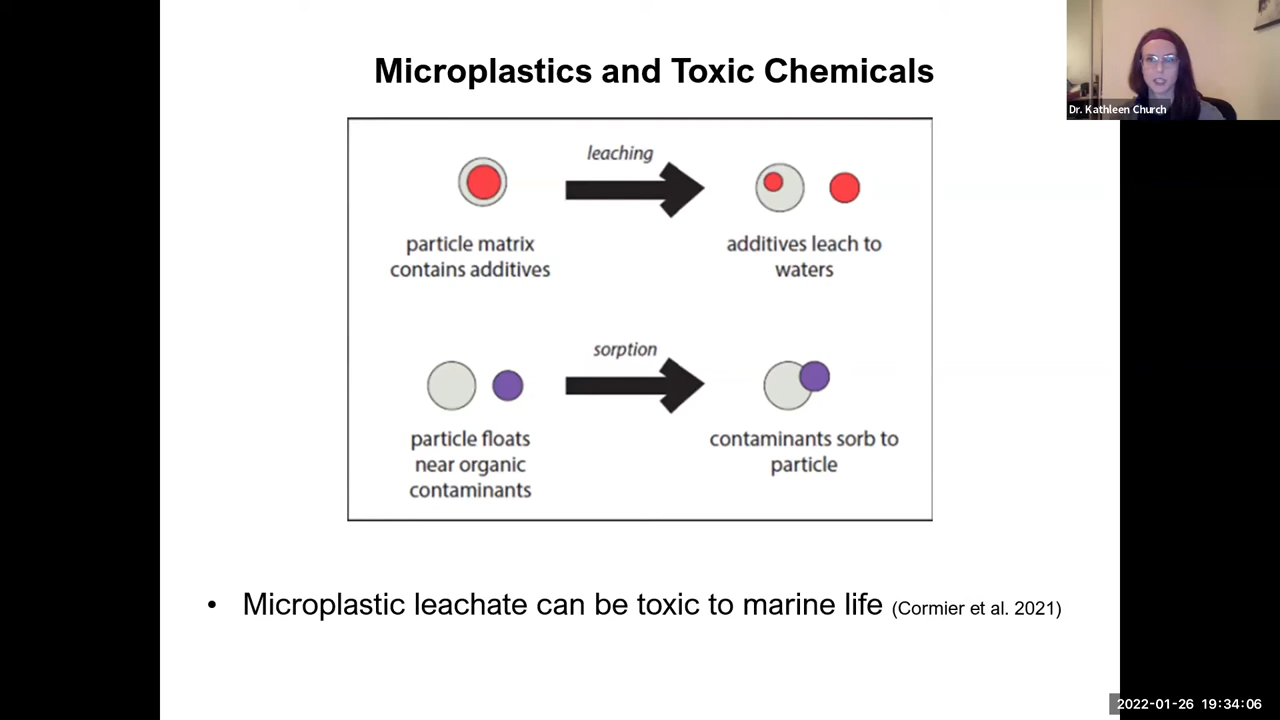 Microplastics and Toxic Chemicals
Dr. Kathleen Church
leaching
particle matrix
contains additives
additives leach to
waters
sorption
particle floats
near organic
contaminants
contaminants sorb to
particle
• Microplastic leachate can be toxic to marine life (Cormier et al. 2021)
2022-01-26 19:34:06